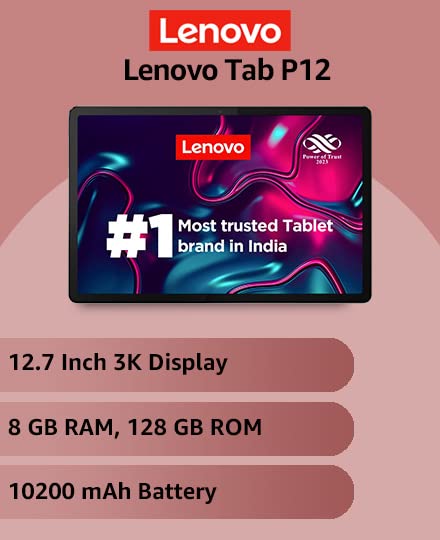 Lenovo
Lenovo Tab P12
Lenovo
Power of Trust
2023
#1 Most trusted Tablet
brand in India
12.7 Inch 3K Display
8 GB RAM, 128 GB ROM
10200 mAh Battery